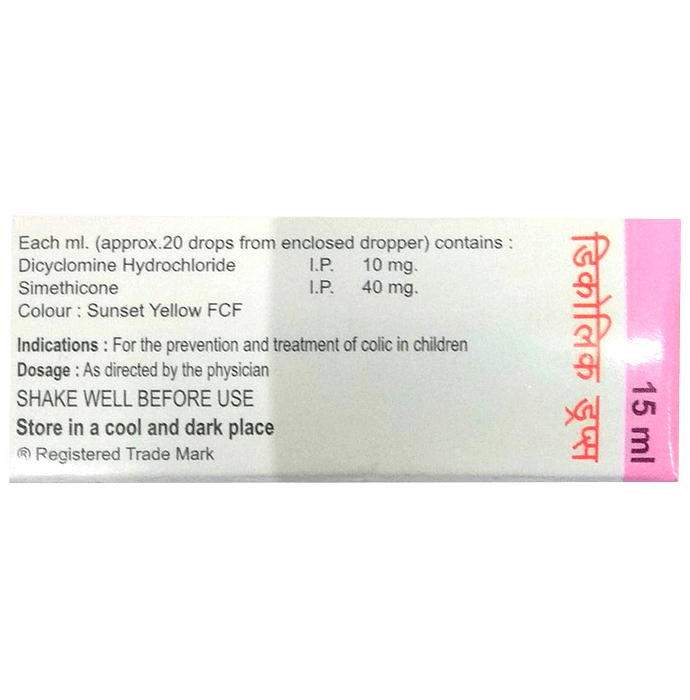 Each ml. (approx.20 drops from enclosed dropper) contains :
Dicyclomine Hydrochloride I.P. 10 mg.
Simethicone I.P. 40 mg.
Colour : Sunset Yellow FCF
Indications : For the prevention and treatment of colic in children
Dosage : As directed by the physician
SHAKE WELL BEFORE USE
Store in a cool and dark place
® Registered Trade Mark
डिकोलिक ड्रॉप्स
15 ml